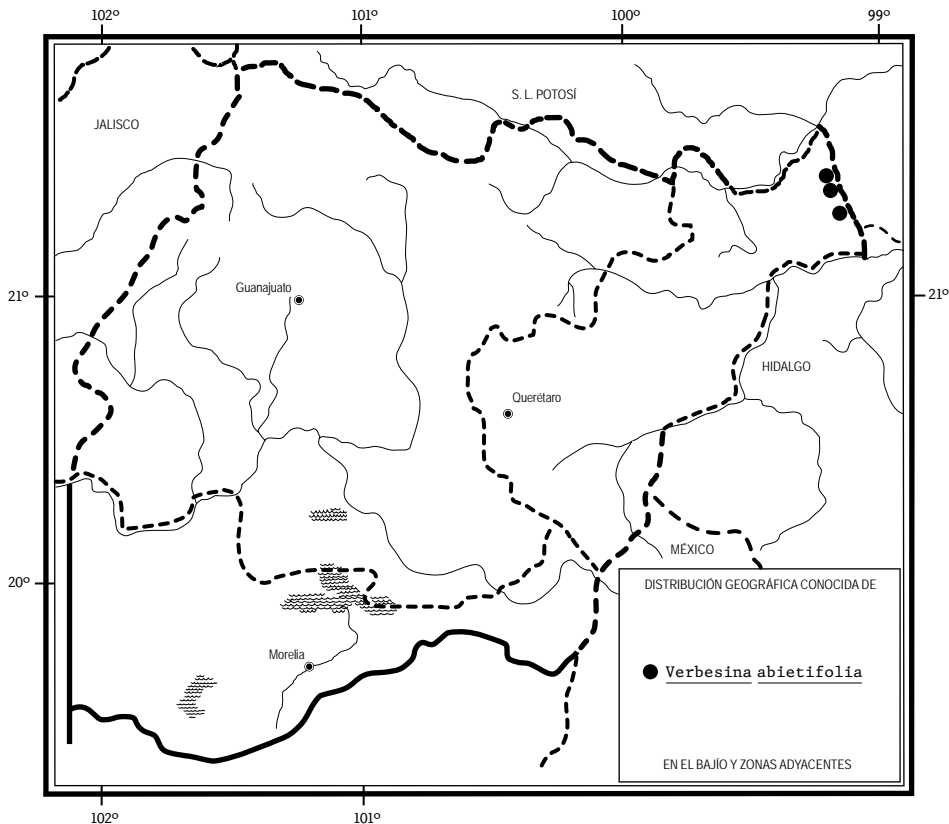 102º 101º 100º 99º
S. L. POTOSÍ
JALISCO
Guanajuato
21º 21º
HIDALGO
Querétaro
MÉXICO
20º
DISTRIBUCIÓN GEOGRÁFICA CONOCIDA DE
Morelia
Verbesina abietifolia
EN EL BAJÍO Y ZONAS ADYACENTES
102º 101º